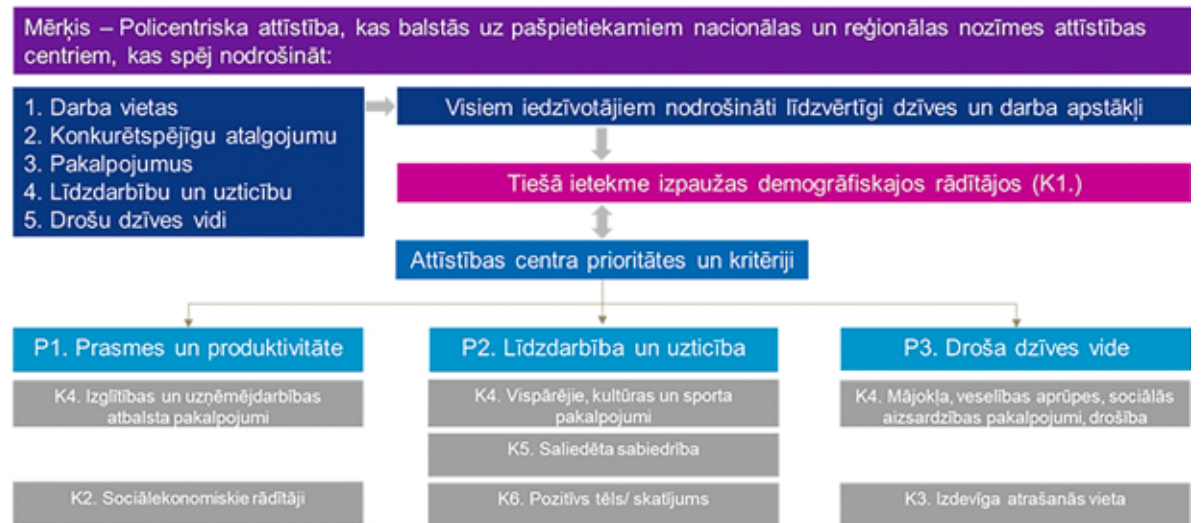 Mērķis – Policentriska attīstība, kas balstās uz pašpietiekamiem nacionālas un reģionālas nozīmes attīstības
centriem, kas spēj nodrošināt:
1. Darba vietas
2. Konkurētspējīgu atalgojumu
3. Pakalpojumus
4. Līdzdarbību un uzticību
5. Drošu dzīves vidi
Visiem iedzīvotājiem nodrošināti līdzvērtīgi dzīves un darba apstākļi
Tiešā ietekme izpaužas demogrāfiskajos rādītājos (K1.)
Attīstības centra prioritātes un kritēriji
P1. Prasmes un produktivitāte
K4. Izglītības un uzņēmējdarbības
atbalsta pakalpojumi
K2. Sociālekonomiskie rādītāji
P2. Līdzdarbība un uzticība
K4. Vispārējie, kultūras un sporta
pakalpojumi
K5. Saliedēta sabiedrība
K6. Pozitīvs tēls/ skatījums
P3. Droša dzīves vide
K4. Mājokļa, veselības aprūpes, sociālās
aizsardzības pakalpojumi, drošība
K3. Izdevīga atrašanās vieta